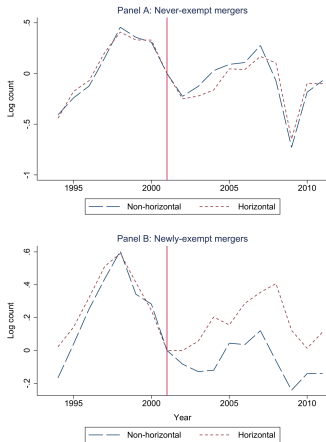 Panel A: Never-exempt mergers
.5
0
-.5
-1
Log count
1995 2000 2005 2010
Non-horizontal Horizontal
Panel B: Newly-exempt mergers
.6
.4
.2
0
-.2
Log count
1995 2000 2005 2010
Year
Non-horizontal Horizontal